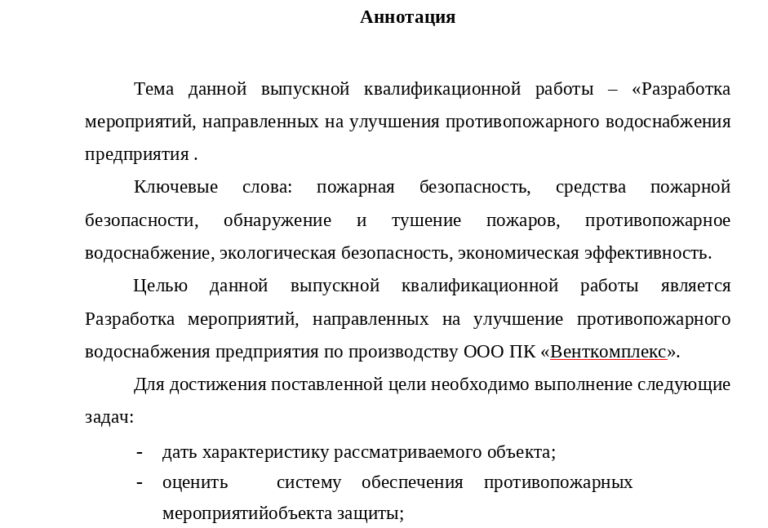 Аннотация
Тема данной выпускной квалификационной работы – «Разработка
мероприятий, направленных на улучшения противопожарного водоснабжения
предприятия .
Ключевые слова: пожарная безопасность, средства пожарной
безопасности, обнаружение и тушение пожаров, противопожарное
водоснабжение, экологическая безопасность, экономическая эффективность.
Целью данной выпускной квалификационной работы является
Разработка мероприятий, направленных на улучшение противопожарного
водоснабжения предприятия по производству ООО ПК «Венткомплекс».
Для достижения поставленной цели необходимо выполнение следующие
задач:
- дать характеристику рассматриваемого объекта;
- оценить систему обеспечения противопожарных
мероприятийобъекта защиты;